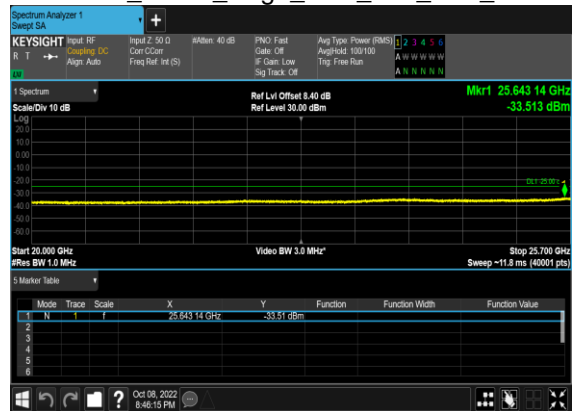 Spectrum Analyzer 1
Swept SA
+
KEYSIGHT
R T
LW
Input: RF
Coupling: DC
Align: Auto
Input Z: 50 Ω
Corr CCorr
Freq Ref: Int (S)
#Atten: 40 dB
PNO: Fast
Gate: Off
IF Gain: Low
Sig Track: Off
Avg Type: Power (RMS)
Avg|Hold: 100/100
Trig: Free Run
1 2 3 4 5 6
A W W W W W
A N N N N N
1 Spectrum
Scale/Div 10 dB
Ref Lvl Offset 8.40 dB
Ref Level 30.00 dBm
Mkr1 25.643 14 GHz
-33.513 dBm
Log
20.0
10.0
0.00
-10.0
-20.0
-30.0
-40.0
-50.0
-60.0
Start 20.000 GHz
#Res BW 1.0 MHz
Video BW 3.0 MHz*
Stop 25.700 GHz
Sweep ~11.8 ms (40001 pts)
5 Marker Table
Mode Trace Scale X Y Function Function Width Function Value
1 N 1 f 25.643 14 GHz -33.51 dBm
2
3
4
5
6
?
Oct 08, 2022
8:46:15 PM